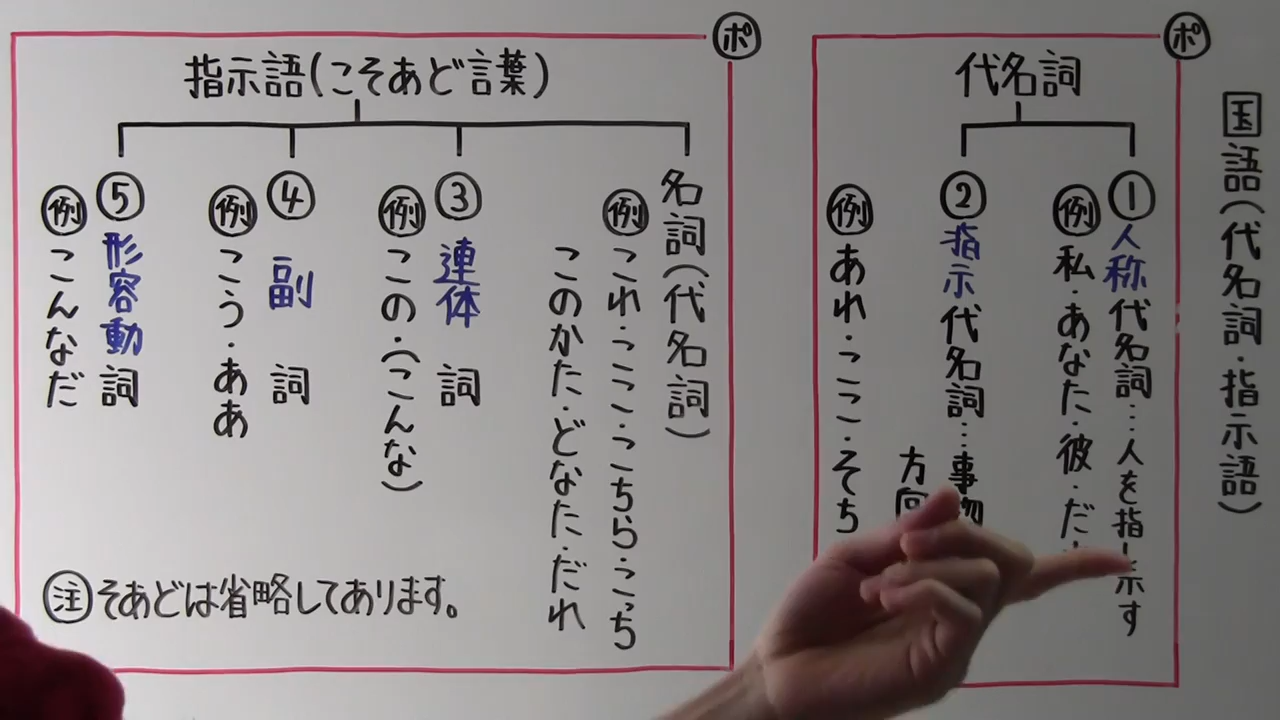 国語(代名詞・指示語)
ポ
代名詞
①人称代名詞…人を指し示す
例 私・あなた・彼・だ
②指示代名詞…事物
方向
例 あれ・ここ・そち
ポ
指示語(こそあど言葉)
名詞(代名詞)
例 これ・ここ・こちら・こっち
このかた・どなた・だれ
③連体詞
例 この・(こんな)
④副詞
例 こう・ああ
⑤形容動詞
例 こんなだ
注 そあどは省略してあります。